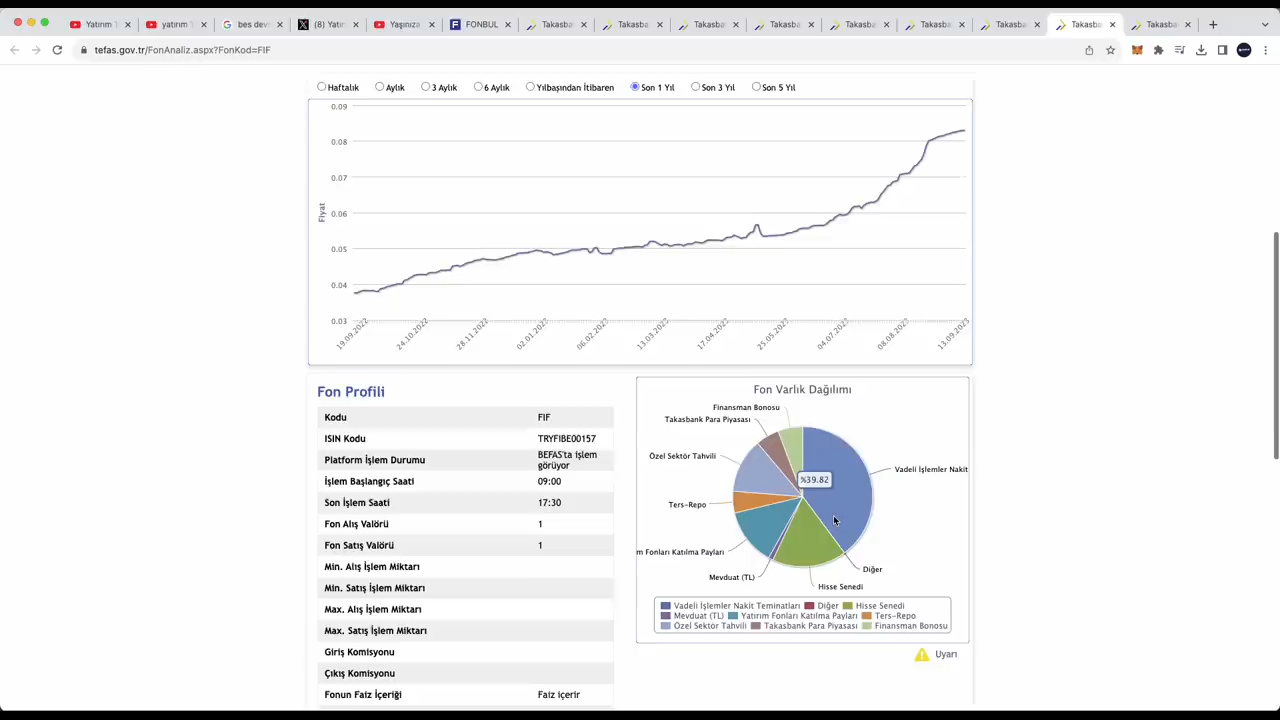 Yatırım T
yatırım T
bes dev
(8) Yatır
Yaşınıza
FONBUL
Takasba
Takasba
Takasba
Takasba
Takasba
Takasba
Takasba
Takasba
Takasba
tefas.gov.tr/FonAnaliz.aspx?FonKod=FIF
Haftalık Aylık 3 Aylık 6 Aylık Yılbaşından İtibaren Son 1 Yıl Son 3 Yıl Son 5 Yıl
0.09
0.08
0.07
0.06
0.05
0.04
0.03
Fiyat
19.09.2022 24.10.2022 28.11.2022 02.01.2023 06.02.2023 13.03.2023 17.04.2023 25.05.2023 04.07.2023 08.08.2023 13.09.2023
Fon Profili
Kodu FIF
ISIN Kodu TRYFIBE00157
Platform İşlem Durumu BEFAS'ta işlem
görüyor
İşlem Başlangıç Saati 09:00
Son İşlem Saati 17:30
Fon Alış Valörü 1
Fon Satış Valörü 1
Min. Alış İşlem Miktarı
Min. Satış İşlem Miktarı
Max. Alış İşlem Miktarı
Max. Satış İşlem Miktarı
Giriş Komisyonu
Çıkış Komisyonu
Fonun Faiz İçeriği Faiz içerir
Fon Varlık Dağılımı
Finansman Bonosu
Takasbank Para Piyasası
Özel Sektör Tahvili
Vadeli İşlemler Nakit
%39.82
Ters-Repo
m Fonları Katılma Payları
Diğer
Mevduat (TL)
Hisse Senedi
Vadeli İşlemler Nakit Teminatları Diğer Hisse Senedi
Mevduat (TL) Yatırım Fonları Katılma Payları Ters-Repo
Özel Sektör Tahvili Takasbank Para Piyasası Finansman Bonosu
Uyarı